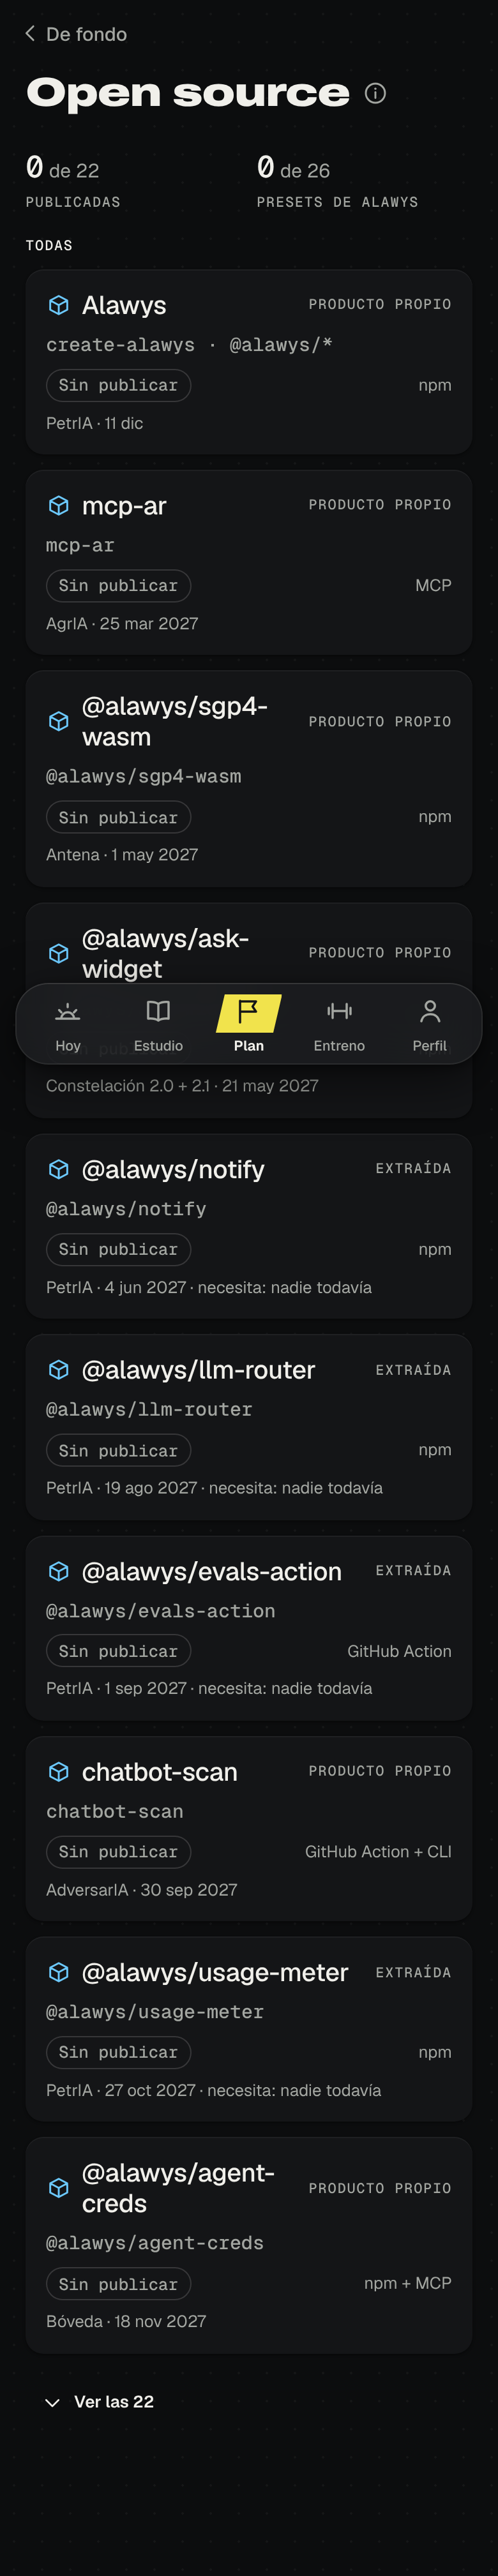 De fondo
Open source
0 de 22
PUBLICADAS
0 de 26
PRESETS DE ALAWYS
TODAS
Alawys
PRODUCTO PROPIO
create-alawys · @alawys/*
Sin publicar
npm
PetrIA · 11 dic
mcp-ar
PRODUCTO PROPIO
mcp-ar
Sin publicar
MCP
AgrIA · 25 mar 2027
@alawys/sgp4-
wasm
PRODUCTO PROPIO
@alawys/sgp4-wasm
Sin publicar
npm
Antena · 1 may 2027
@alawys/ask-
widget
PRODUCTO PROPIO
Hoy
Estudio
Plan
Entreno
Perfil
Constelación 2.0 + 2.1 · 21 may 2027
@alawys/notify
EXTRAÍDA
@alawys/notify
Sin publicar
npm
PetrIA · 4 jun 2027 · necesita: nadie todavía
@alawys/llm-router
EXTRAÍDA
@alawys/llm-router
Sin publicar
npm
PetrIA · 19 ago 2027 · necesita: nadie todavía
@alawys/evals-action
EXTRAÍDA
@alawys/evals-action
Sin publicar
GitHub Action
PetrIA · 1 sep 2027 · necesita: nadie todavía
chatbot-scan
PRODUCTO PROPIO
chatbot-scan
Sin publicar
GitHub Action + CLI
AdversarIA · 30 sep 2027
@alawys/usage-meter
EXTRAÍDA
@alawys/usage-meter
Sin publicar
npm
PetrIA · 27 oct 2027 · necesita: nadie todavía
@alawys/agent-
creds
PRODUCTO PROPIO
@alawys/agent-creds
Sin publicar
npm + MCP
Bóveda · 18 nov 2027
Ver las 22